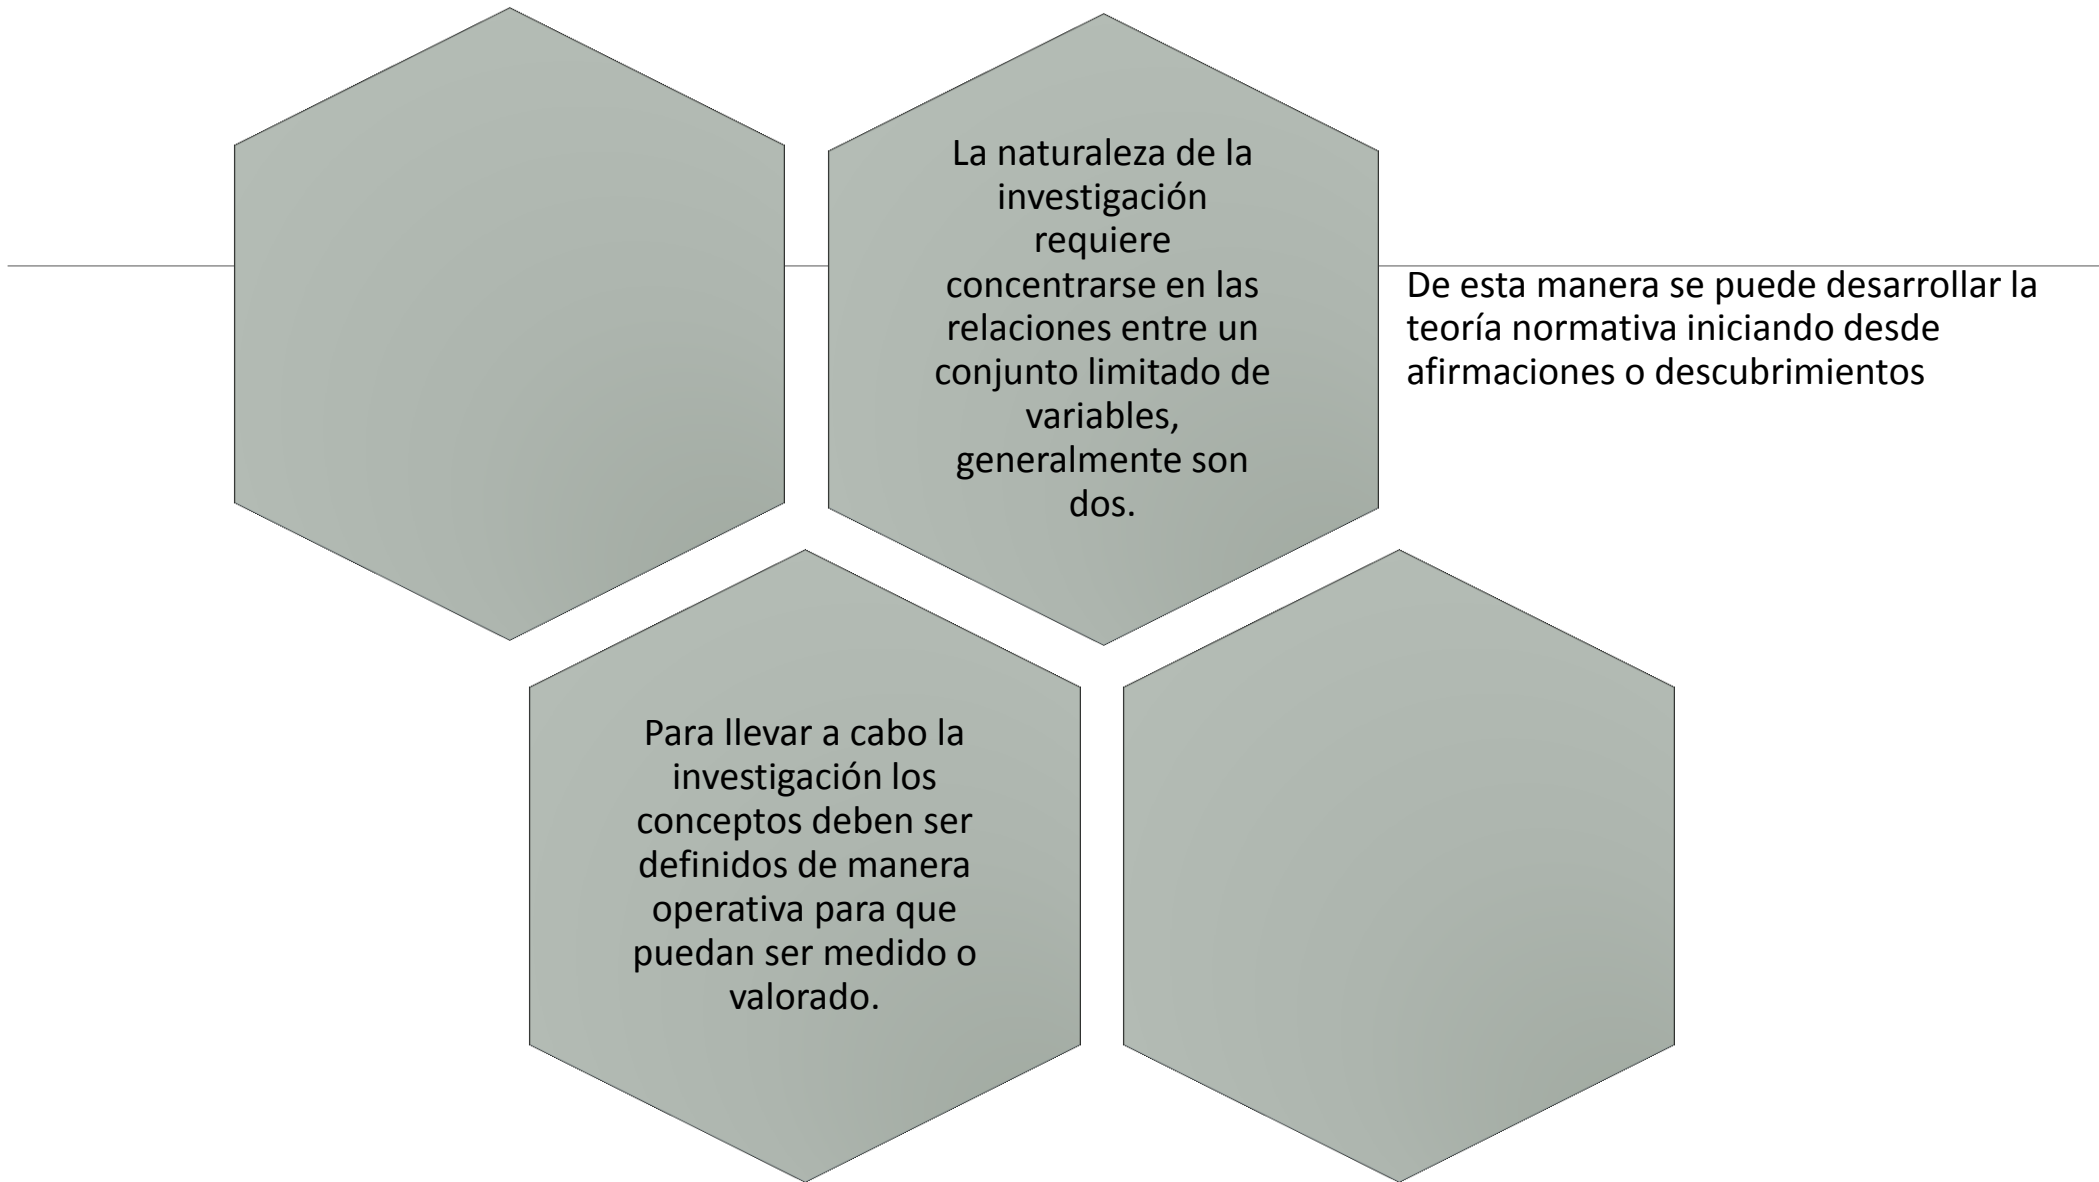 La naturaleza de la
investigación
requiere
concentrarse en las
relaciones entre un
conjunto limitado de
variables,
generalmente son
dos.
De esta manera se puede desarrollar la
teoría normativa iniciando desde
afirmaciones o descubrimientos
Para llevar a cabo la
investigación los
conceptos deben ser
definidos de manera
operativa para que
puedan ser medido o
valorado.